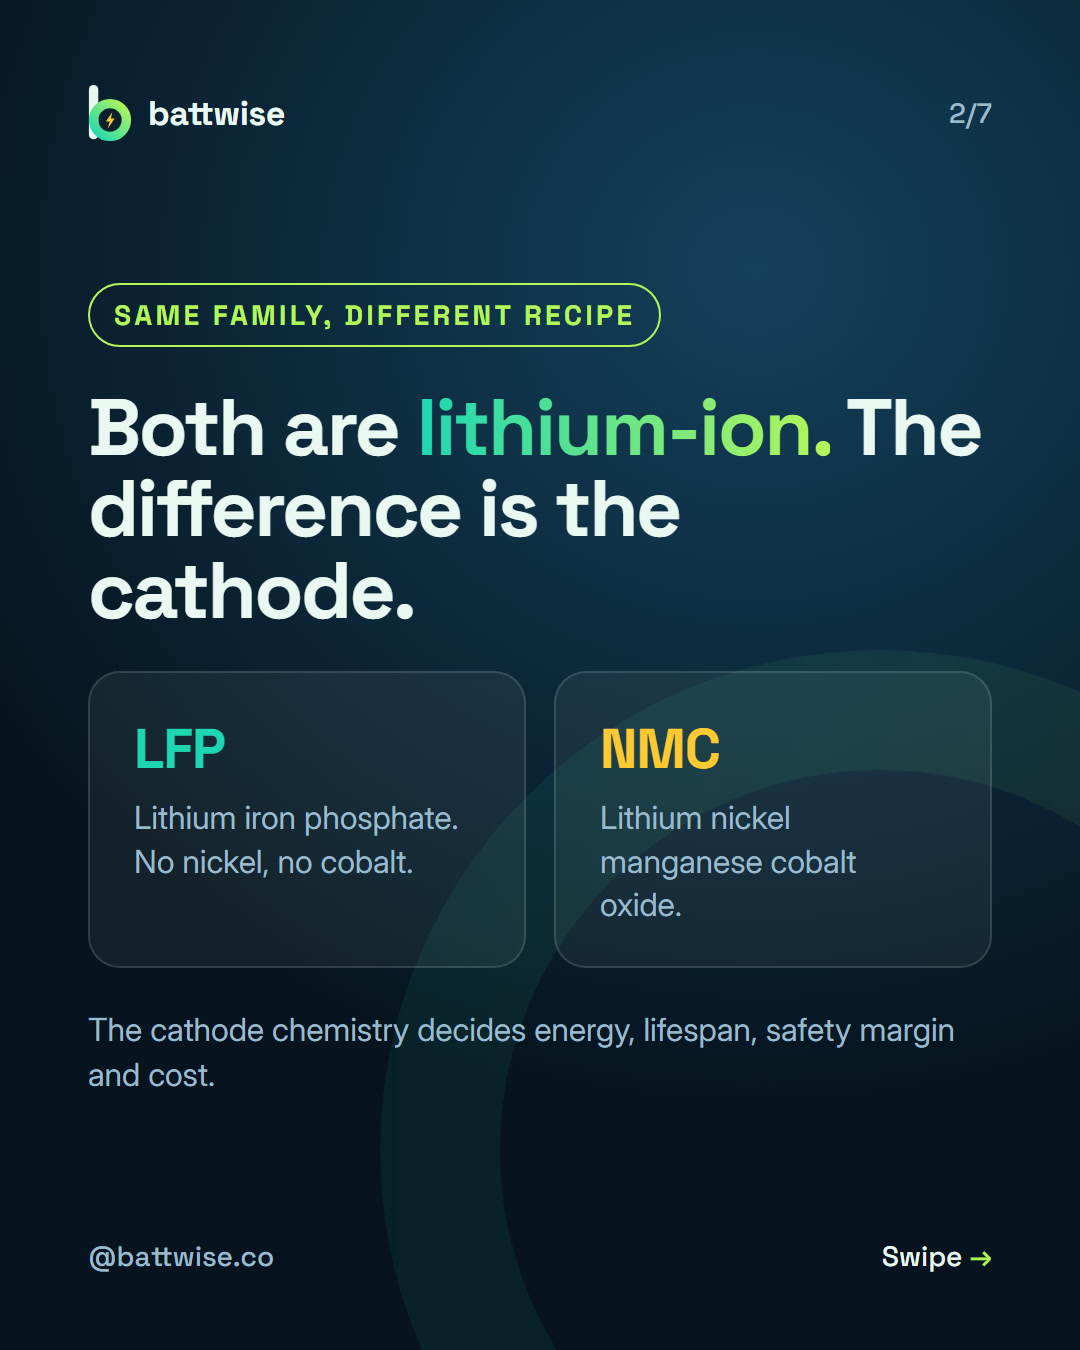 battwise
2/7
SAME FAMILY, DIFFERENT RECIPE
Both are lithium-ion. The
difference is the
cathode.
LFP
Lithium iron phosphate.
No nickel, no cobalt.
NMC
Lithium nickel
manganese cobalt
oxide.
The cathode chemistry decides energy, lifespan, safety margin
and cost.
@battwise.co
Swipe →